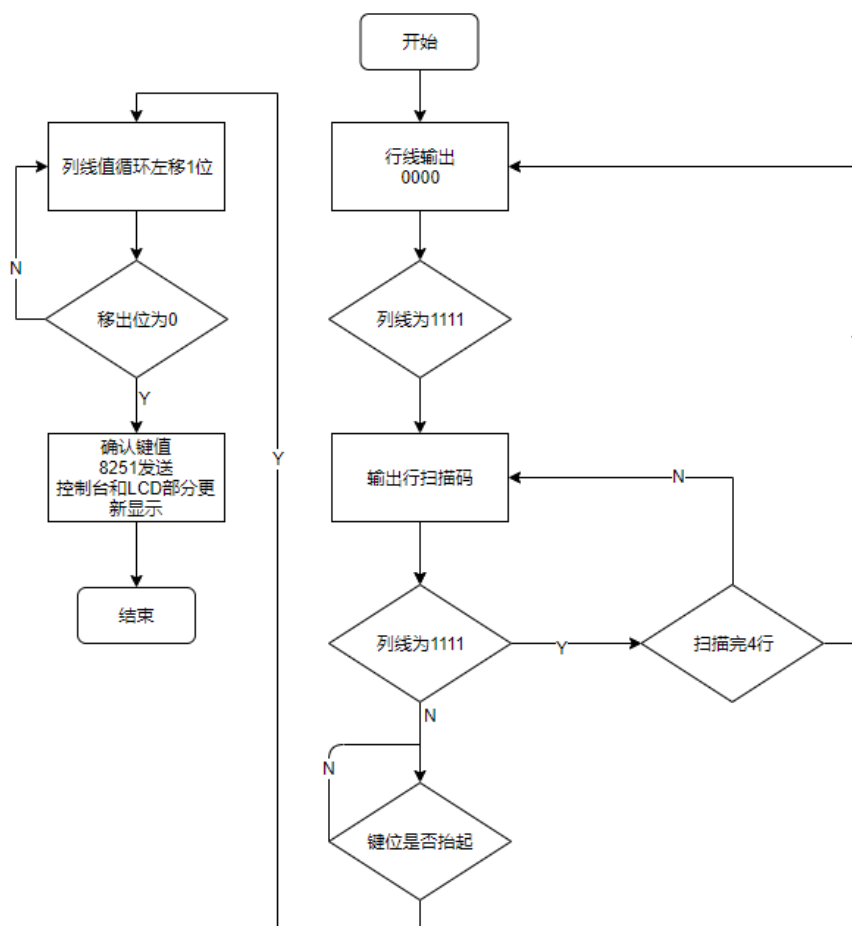 开始
行线输出
0000
列线为1111
输出行扫描码
N
列线为1111
Y
扫描完4行
N
N
键位是否抬起
Y
列线值循环左移1位
N
移出位为0
Y
确认键值
8251发送
控制台和LCD部分更
新显示
结束